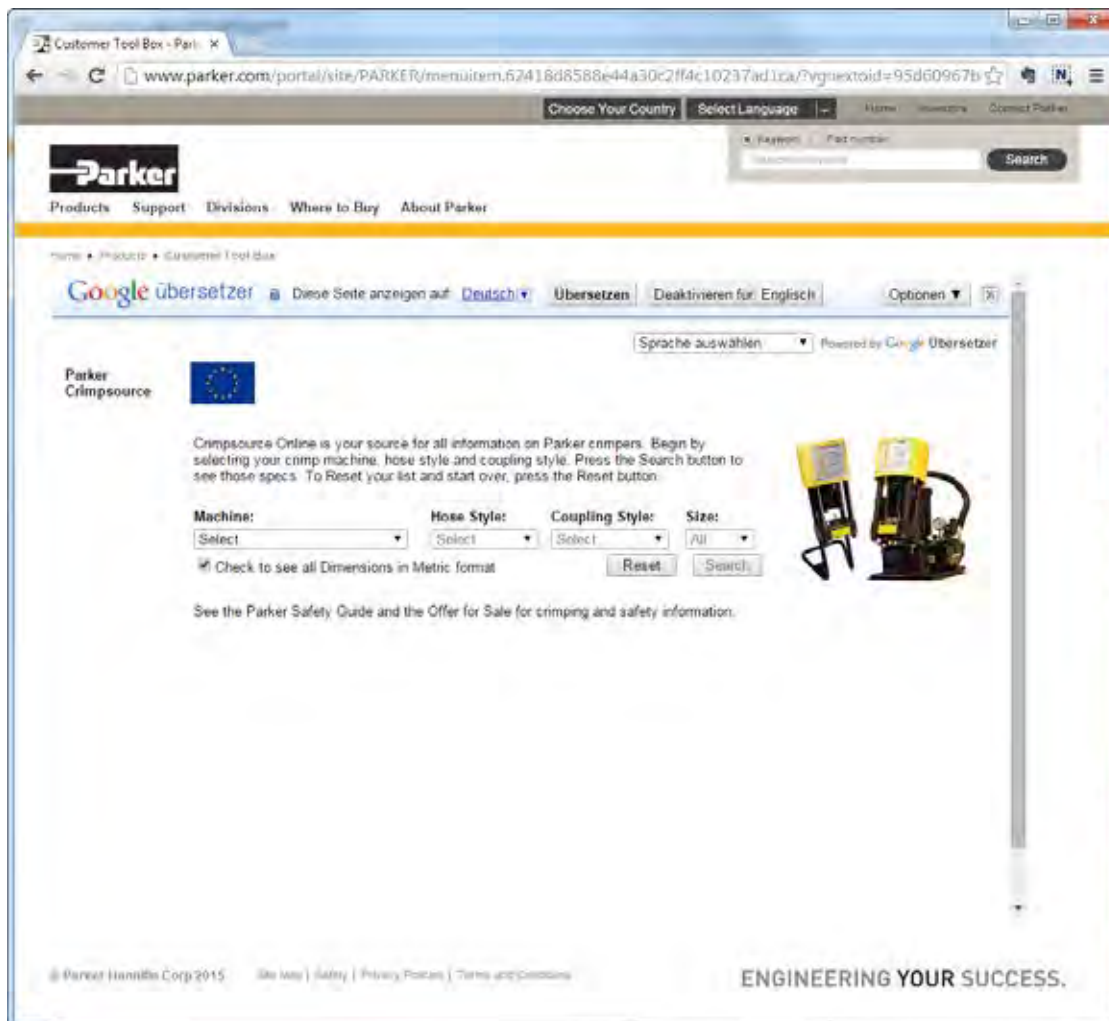 Customer Tool Box - Park
www.parker.com/portal/site/PARKER/menuitem.62418d8588e44a30c2ff4c10237ad1ca/?vgnextoid=95d60967b
Choose Your Country Select Language Home Investors Contact Parker
Keyword Part number
Search
Parker
Products Support Divisions Where to Buy About Parker
Home Products Customer Tool Box
Google übersetzer Diese Seite anzeigen auf: Deutsch Übersetzen Deaktivieren für: Englisch Optionen
Sprache auswählen Powered by Google Übersetzer
Parker
Crimpsource
Crimpsource Online is your source for all information on Parker crimpers. Begin by
selecting your crimp machine, hose style and coupling style. Press the Search button to
see those specs. To Reset your list and start over, press the Reset button.
Machine: Hose Style: Coupling Style: Size:
Select Select Select All
Check to see all Dimensions in Metric format Reset Search
See the Parker Safety Guide and the Offer for Sale for crimping and safety information.
© Parker Hannifin Corp 2015 Site Map | Safety | Privacy Policies | Terms and Conditions
ENGINEERING YOUR SUCCESS.